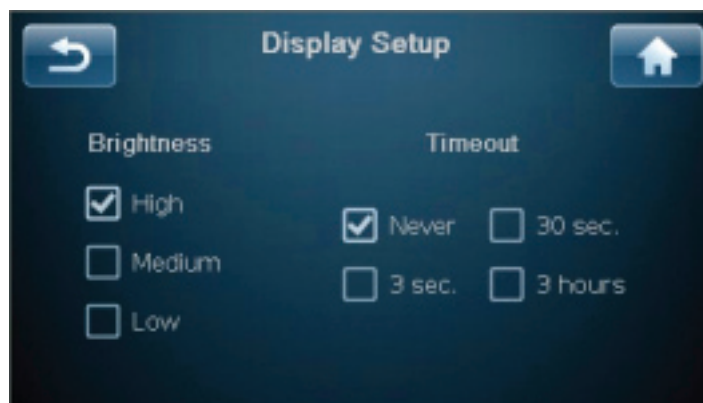 Display Setup
Brightness
High
Medium
Low
Timeout
Never
30 sec.
3 sec.
3 hours